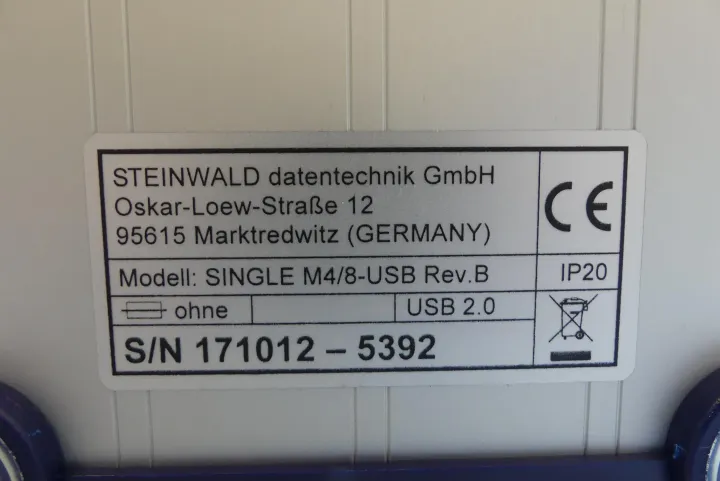 STEINWALD datentechnik GmbH
Oskar-Loew-Straße 12
95615 Marktredwitz (GERMANY)
CE
Modell: SINGLE M4/8-USB Rev.B
IP20
ohne
USB 2.0
S/N 171012 – 5392